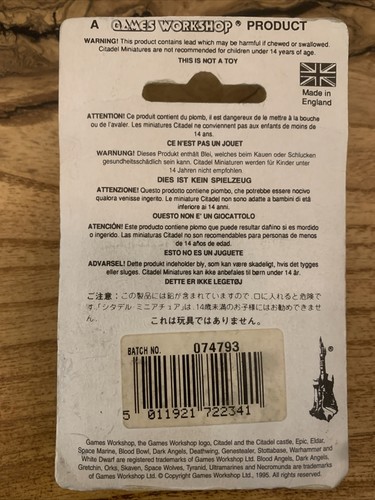 A GAMES WORKSHOP® PRODUCT
WARNING! This product contains lead which may be harmful if chewed or swallowed.
Citadel Miniatures are not recommended for children under 14 years of age.
THIS IS NOT A TOY
Made in
England
ATTENTION! Ce produit contient du plomb, il est dangereux de le mettre à la bouche
ou de l'avaler. Les miniatures Citadel ne conviennent pas aux enfants de moins de
14 ans.
CE N'EST PAS UN JOUET
WARNUNG! Dieses Produkt enthält Blei, welches beim Kauen oder Schlucken
gesundheitsschädlich sein kann. Citadel Miniaturen werden für Kinder unter
14 Jahren nicht empfohlen.
DIES IST KEIN SPIELZEUG
ATTENZIONE! Questo prodotto contiene piombo, che potrebbe essere nocivo
qualora venisse ingerito. Le miniature Citadel non sono adatte a bambini di età
inferiore ai 14 anni.
QUESTO NON E' UN GIOCATTOLO
ATENCIÓN! Este producto contiene plomo que puede resultar dañino si es mordido
o ingerido. Las miniaturas Citadel no son recomendables para personas de menos
de 14 años de edad.
ESTO NO ES UN JUGUETE
ADVARSEL! Dette produkt indeholder bly, som kan være skadeligt, hvis det tygges
eller sluges. Citadel Miniatures kan ikke anbefales til børn under 14 år.
DETTE ER IKKE LEGETØJ
ご注意: この製品には鉛が含まれていますので、口に入れると危険で
す。「シタデル・ミニアチュア」は、14歳未満のお子様にはお勧めできませ
ん。
これは玩具ではありません。
BATCH NO. 074793
5 011921 722341
®
Games Workshop, the Games Workshop logo, Citadel and the Citadel castle, Epic, Eldar,
Space Marine, Blood Bowl, Dark Angels, Deathwing, Genestealer, Slottabase, Warhammer and
White Dwarf are registered trademarks of Games Workshop Ltd. Blood Angels, Dark Angels,
Gretchin, Orks, Skaven, Space Wolves, Tyranid, Ultramarines and Necromunda are trademarks
of Games Workshop Ltd. © Copyright Games Workshop Ltd., 1995. All rights reserved.